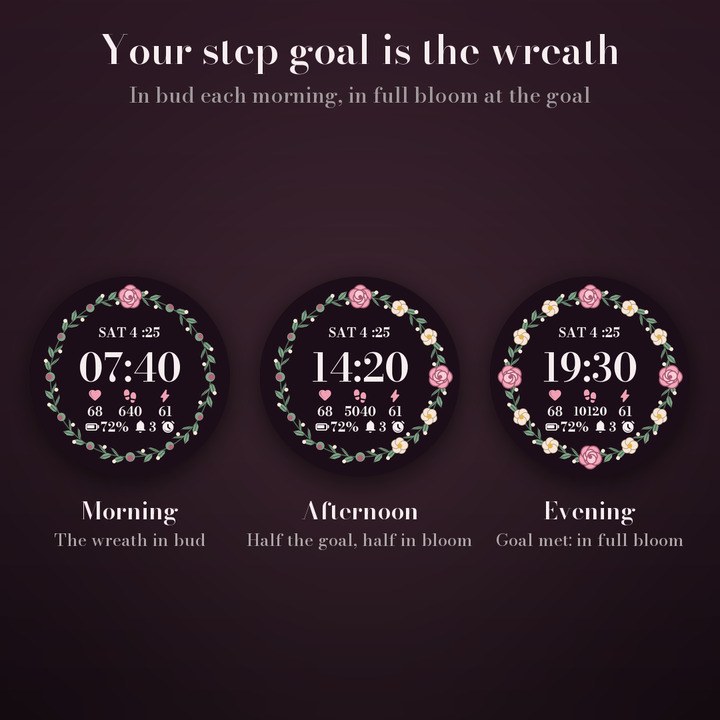 Your step goal is the wreath
In bud each morning, in full bloom at the goal
SAT 4 :25
07:40
68 640 61
72% 3
SAT 4 :25
14:20
68 5040 61
72% 3
SAT 4 :25
19:30
68 10120 61
72% 3
Morning
The wreath in bud
Afternoon
Half the goal, half in bloom
Evening
Goal met: in full bloom